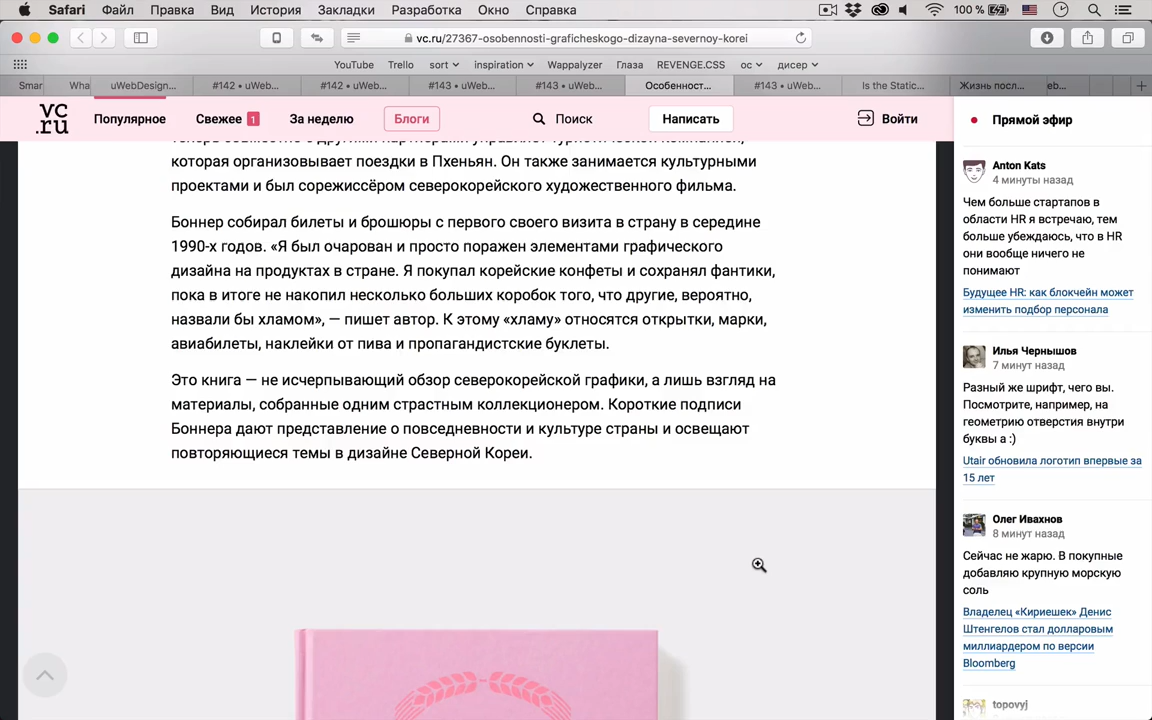 Safari Файл Правка Вид История Закладки Разработка Окно Справка 100 %
vc.ru/27367-osobennosti-graficheskogo-dizayna-severnoy-korei
YouTube Trello sort inspiration Wappalyzer Глаза REVENGE.CSS ос дисер
Smar Wha uWebDesign... #142 • uWeb... #142 • uWeb... #143 • uWeb... #143 • uWeb... Особенност... #143 • uWeb... Is the Static... Жизнь посл... eb...
vc.ru Популярное Свежее 1 За неделю Блоги Поиск Написать Войти
которая организовывает поездки в Пхеньян. Он также занимается культурными
проектами и был сорежиссёром северокорейского художественного фильма.
Боннер собирал билеты и брошюры с первого своего визита в страну в середине
1990-х годов. «Я был очарован и просто поражен элементами графического
дизайна на продуктах в стране. Я покупал корейские конфеты и сохранял фантики,
пока в итоге не накопил несколько больших коробок того, что другие, вероятно,
назвали бы хламом», — пишет автор. К этому «хламу» относятся открытки, марки,
авиабилеты, наклейки от пива и пропагандистские буклеты.
Это книга — не исчерпывающий обзор северокорейской графики, а лишь взгляд на
материалы, собранные одним страстным коллекционером. Короткие подписи
Боннера дают представление о повседневности и культуре страны и освещают
повторяющиеся темы в дизайне Северной Кореи.
Прямой эфир
Anton Kats
4 минуты назад
Чем больше стартапов в
области HR я встречаю, тем
больше убеждаюсь, что в HR
они вообще ничего не
понимают
Будущее HR: как блокчейн может
изменить подбор персонала
Илья Чернышов
7 минут назад
Разный же шрифт, чего вы.
Посмотрите, например, на
геометрию отверстия внутри
буквы а :)
Utair обновила логотип впервые за
15 лет
Олег Ивахнов
8 минут назад
Сейчас не жарю. В покупные
добавляю крупную морскую
соль
Владелец «Кириешек» Денис
Штенгелов стал долларовым
миллиардером по версии
Bloomberg
topovyj